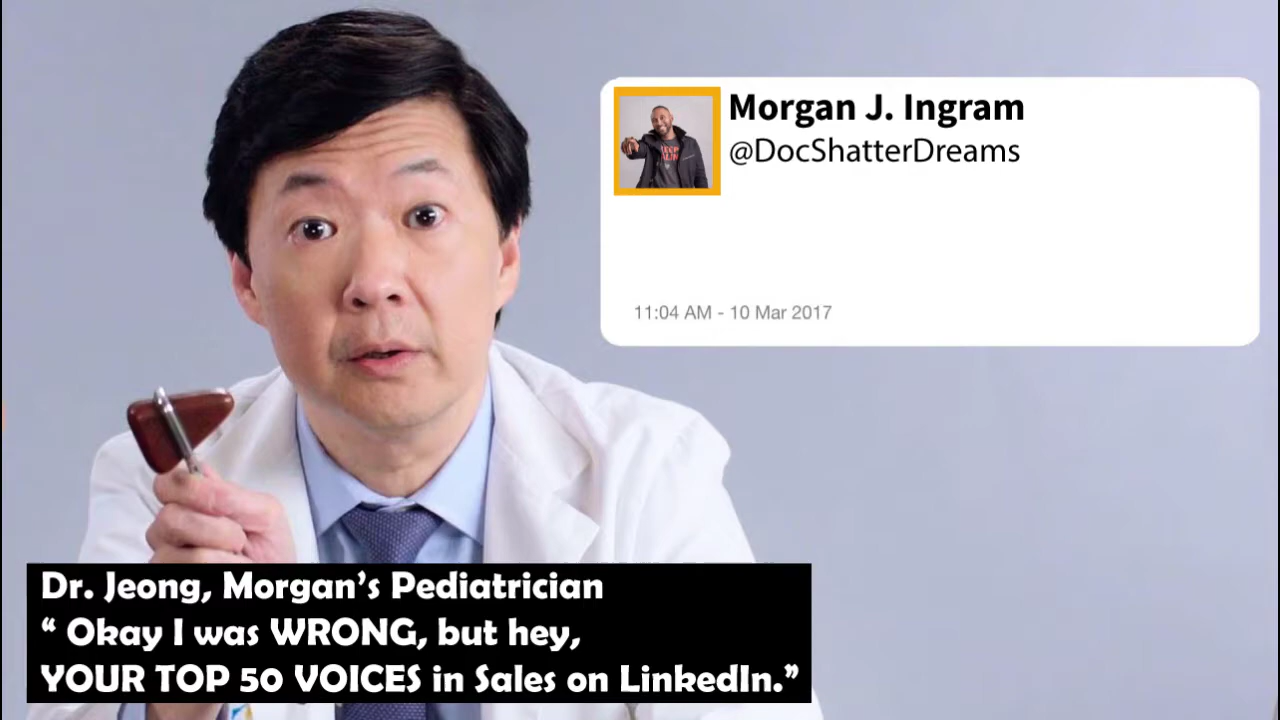 Morgan J. Ingram
@DocShatterDreams
11:04 AM - 10 Mar 2017
Dr. Jeong, Morgan’s Pediatrician
“ Okay I was WRONG, but hey,
YOUR TOP 50 VOICES in Sales on LinkedIn.”